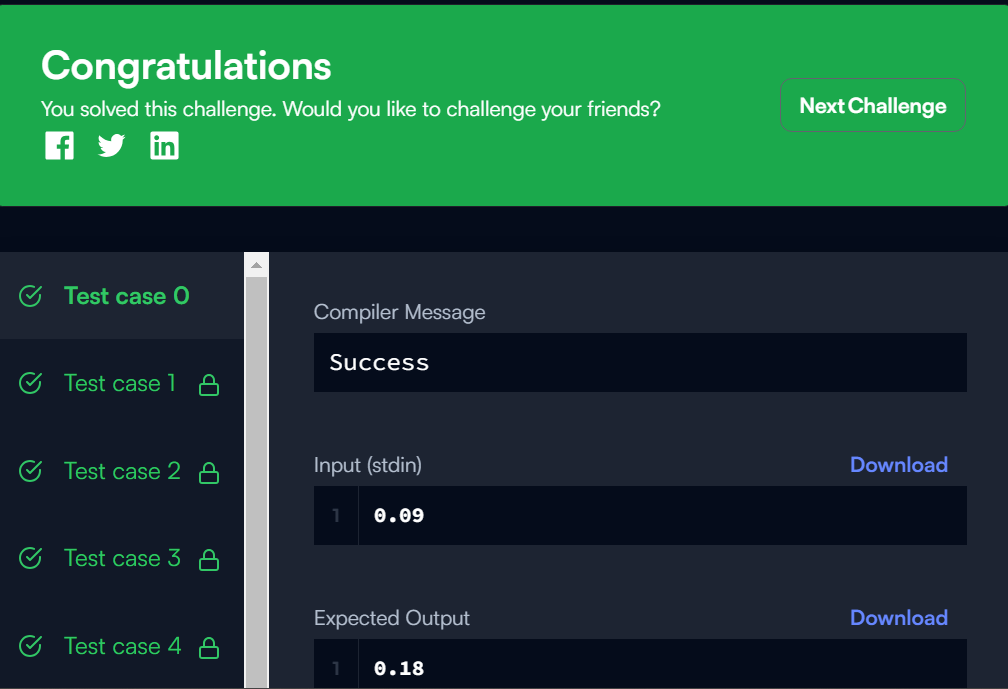 Congratulations
You solved this challenge. Would you like to challenge your friends?
Next Challenge
Test case 0
Test case 1
Test case 2
Test case 3
Test case 4
Compiler Message
Success
Input (stdin)
Download
1 0.09
Expected Output
Download
1 0.18